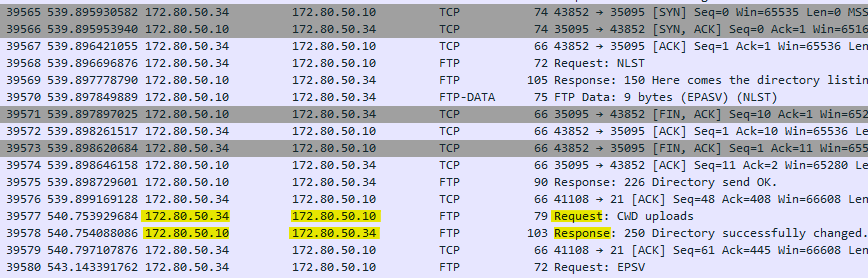 39565 539.895930582 172.80.50.34 172.80.50.10 TCP 74 43852 → 35095 [SYN] Seq=0 Win=65535 Len=0 MSS
39566 539.895953940 172.80.50.10 172.80.50.34 TCP 74 35095 → 43852 [SYN, ACK] Seq=0 Ack=1 Win=6516
39567 539.896421055 172.80.50.34 172.80.50.10 TCP 66 43852 → 35095 [ACK] Seq=1 Ack=1 Win=65536 Len
39568 539.896696876 172.80.50.34 172.80.50.10 FTP 72 Request: NLST
39569 539.897778790 172.80.50.10 172.80.50.34 FTP 105 Response: 150 Here comes the directory listin
39570 539.897849889 172.80.50.10 172.80.50.34 FTP-DATA 75 FTP Data: 9 bytes (EPASV) (NLST)
39571 539.897897025 172.80.50.10 172.80.50.34 TCP 66 35095 → 43852 [FIN, ACK] Seq=10 Ack=1 Win=652
39572 539.898261517 172.80.50.34 172.80.50.10 TCP 66 43852 → 35095 [ACK] Seq=1 Ack=10 Win=65536 Le
39573 539.898620684 172.80.50.34 172.80.50.10 TCP 66 43852 → 35095 [FIN, ACK] Seq=1 Ack=11 Win=655
39574 539.898646158 172.80.50.10 172.80.50.34 TCP 66 35095 → 43852 [ACK] Seq=11 Ack=2 Win=65280 Le
39575 539.898729601 172.80.50.10 172.80.50.34 FTP 90 Response: 226 Directory send OK.
39576 539.899169128 172.80.50.34 172.80.50.10 TCP 66 41108 → 21 [ACK] Seq=48 Ack=408 Win=66608 Len
39577 540.753929684 172.80.50.34 172.80.50.10 FTP 79 Request: CWD uploads
39578 540.754088086 172.80.50.10 172.80.50.34 FTP 103 Response: 250 Directory successfully changed.
39579 540.797107876 172.80.50.34 172.80.50.10 TCP 66 41108 → 21 [ACK] Seq=61 Ack=445 Win=66608 Len
39580 543.143391762 172.80.50.34 172.80.50.10 FTP 72 Request: EPSV